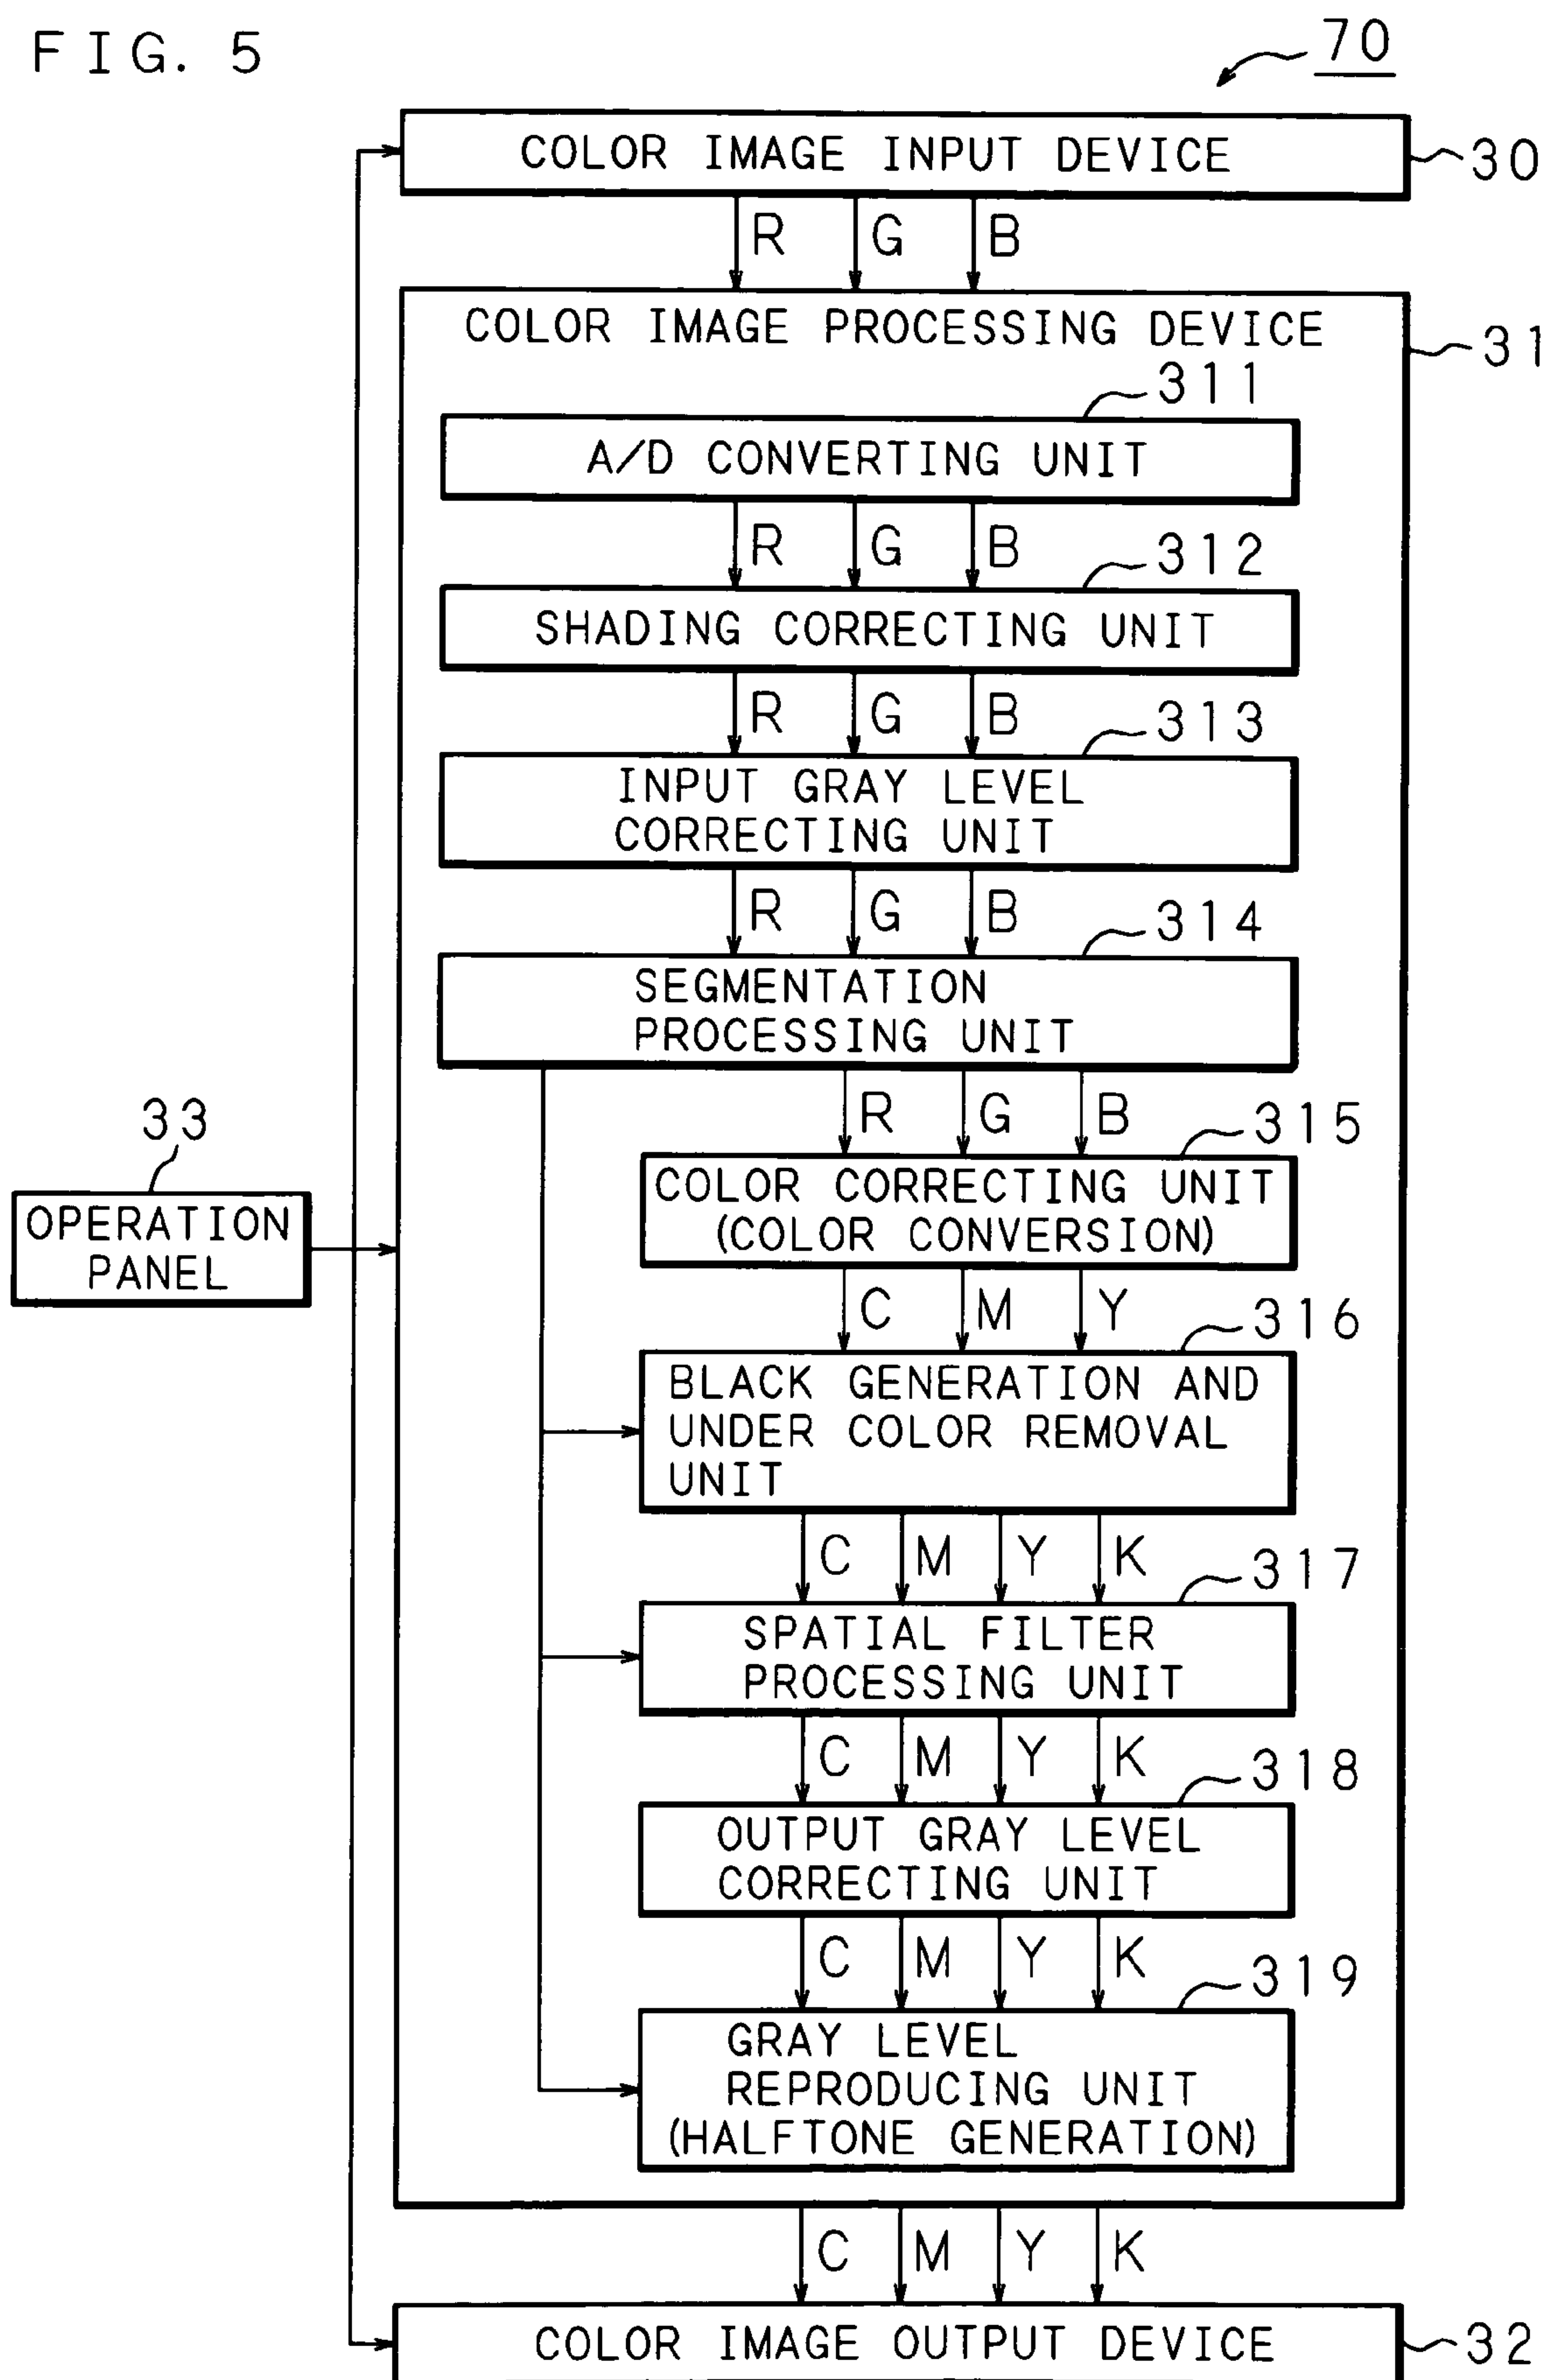 FIG. 5
70
COLOR IMAGE INPUT DEVICE
30
R G B
COLOR IMAGE PROCESSING DEVICE
31
311
A/D CONVERTING UNIT
R G B
312
SHADING CORRECTING UNIT
R G B
313
INPUT GRAY LEVEL
CORRECTING UNIT
R G B
314
SEGMENTATION
PROCESSING UNIT
R G B
315
COLOR CORRECTING UNIT
(COLOR CONVERSION)
33
OPERATION
PANEL
C M Y
316
BLACK GENERATION AND
UNDER COLOR REMOVAL
UNIT
C M Y K
317
SPATIAL FILTER
PROCESSING UNIT
C M Y K
318
OUTPUT GRAY LEVEL
CORRECTING UNIT
C M Y K
319
GRAY LEVEL
REPRODUCING UNIT
(HALFTONE GENERATION)
C M Y K
COLOR IMAGE OUTPUT DEVICE
32